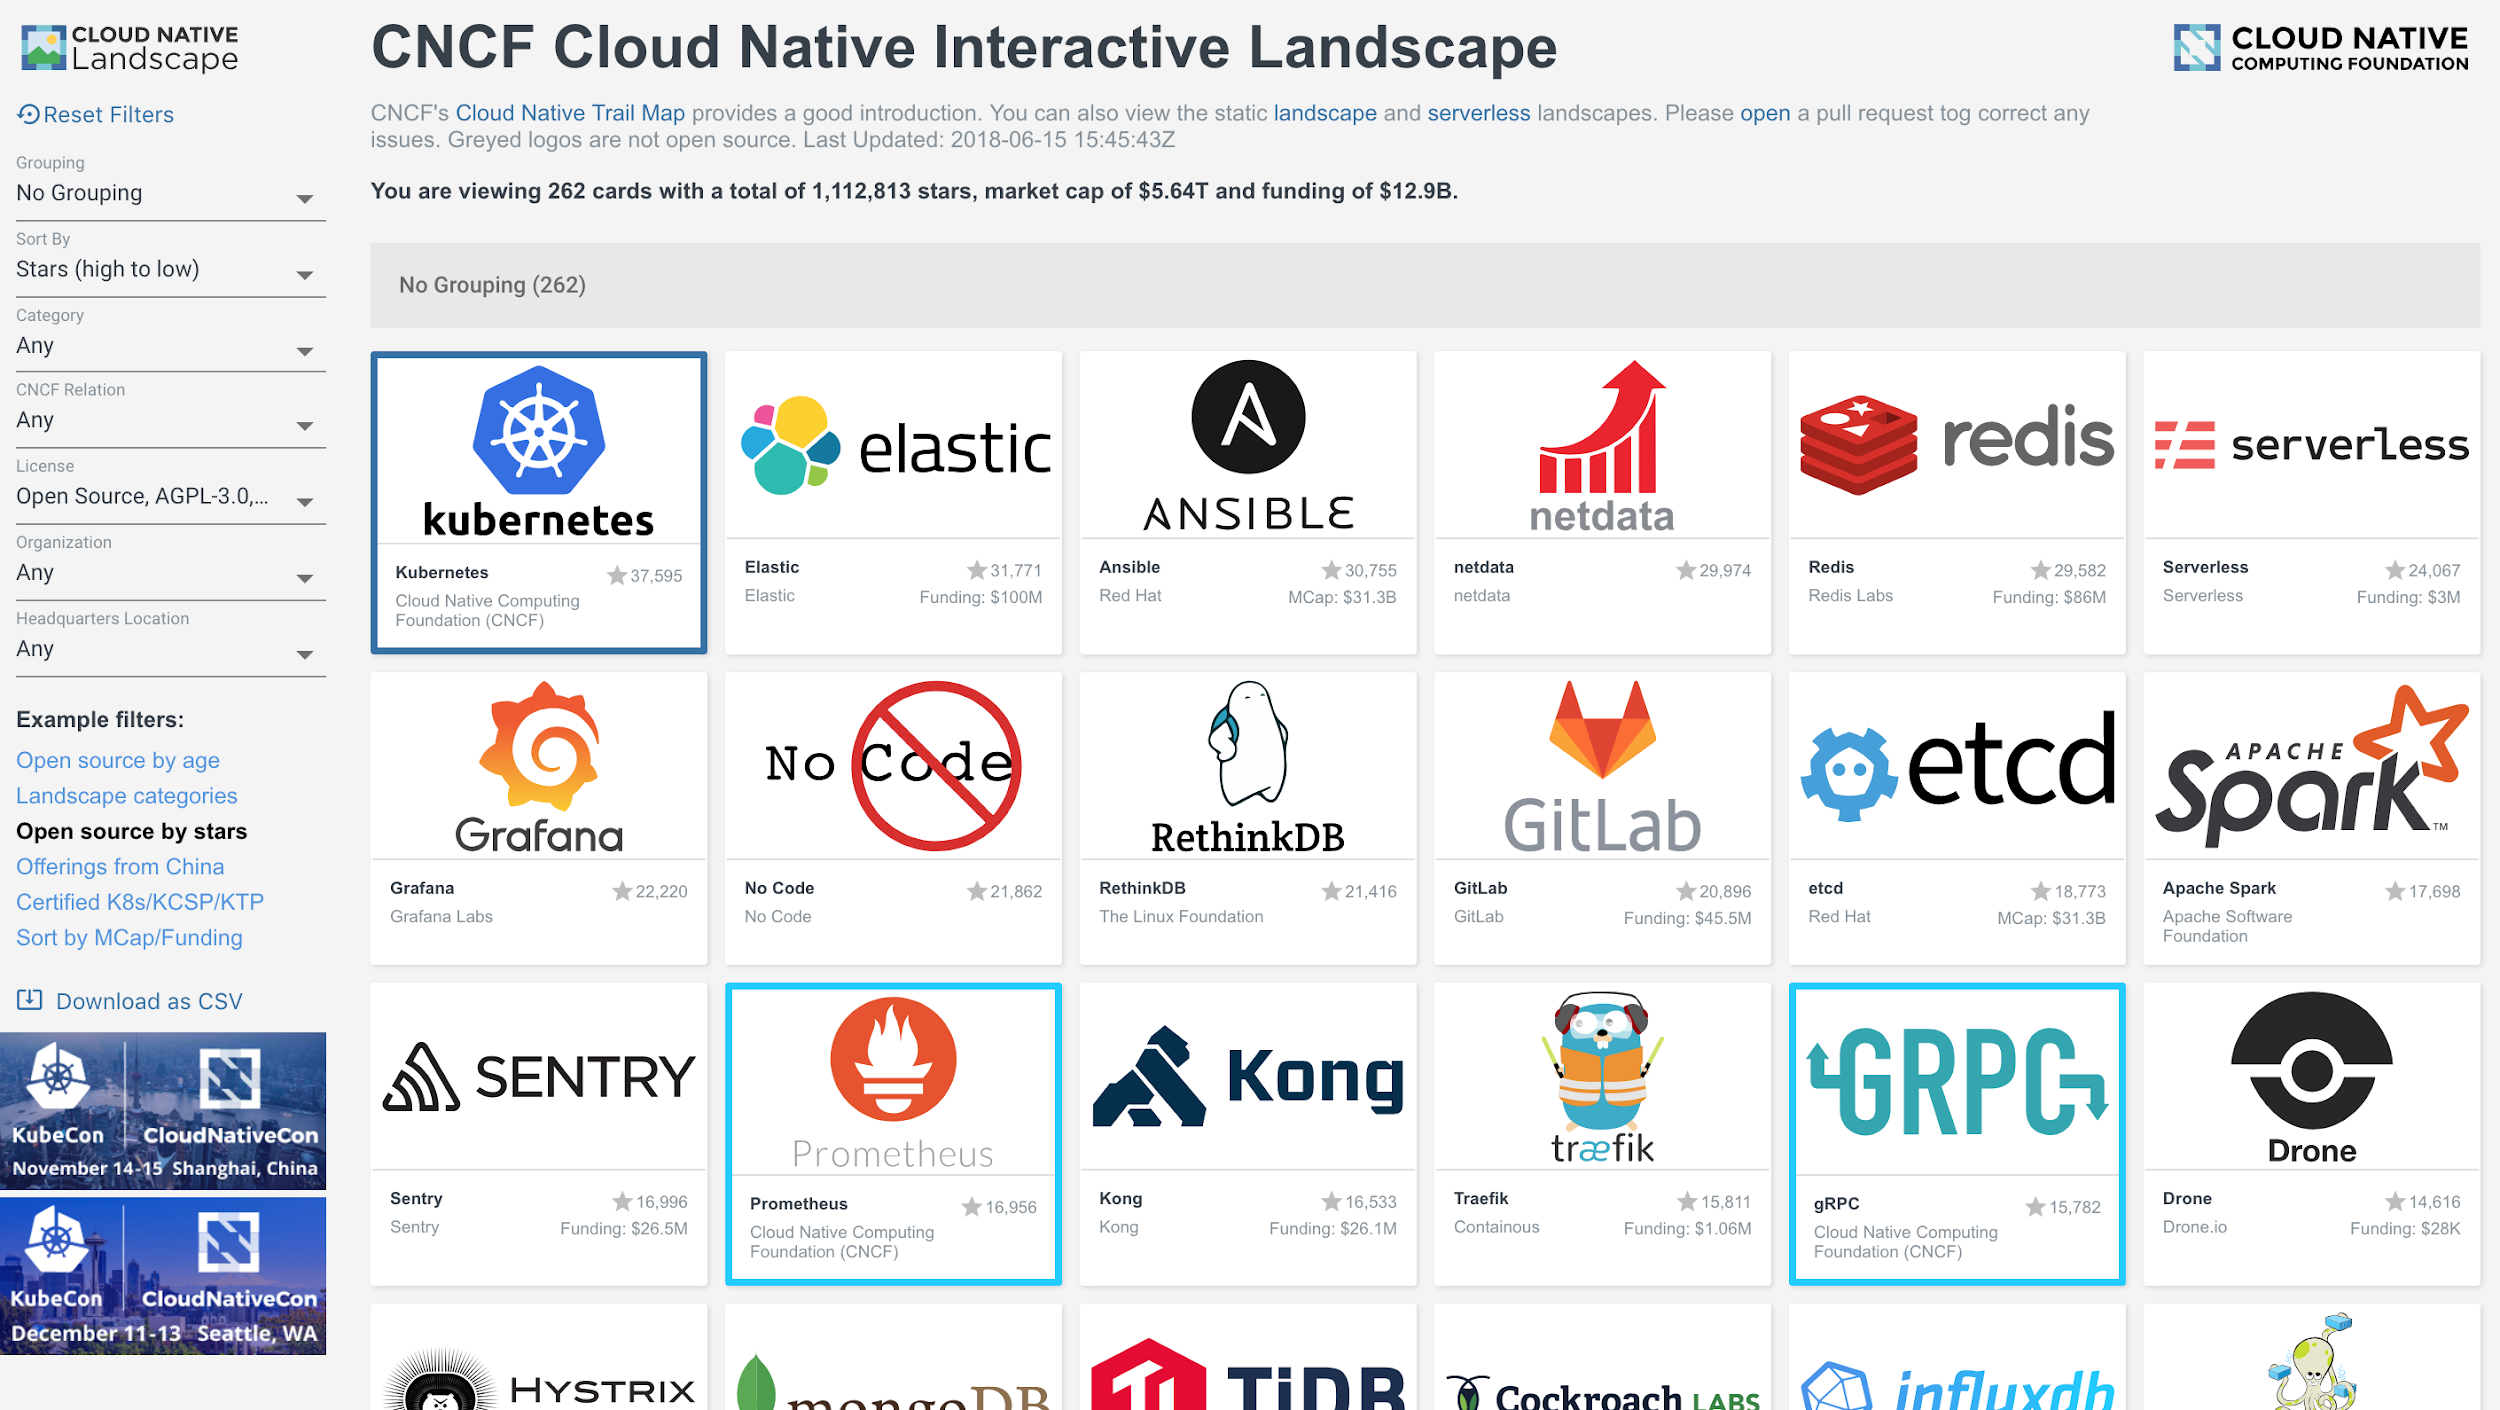 CLOUD NATIVE
Landscape
CNCF Cloud Native Interactive Landscape
CLOUD NATIVE
COMPUTING FOUNDATION
Reset Filters
Grouping
No Grouping
Sort By
Stars (high to low)
Category
Any
CNCF Relation
Any
License
Open Source, AGPL-3.0,...
Organization
Any
Headquarters Location
Any
Example filters:
Open source by age
Landscape categories
Open source by stars
Offerings from China
Certified K8s/KCSP/KTP
Sort by MCap/Funding
Download as CSV
KubeCon CloudNativeCon
November 14-15 Shanghai, China
KubeCon CloudNativeCon
December 11-13 Seattle, WA
CNCF's Cloud Native Trail Map provides a good introduction. You can also view the static landscape and serverless landscapes. Please open a pull request tog correct any
issues. Greyed logos are not open source. Last Updated: 2018-06-15 15:45:43Z
You are viewing 262 cards with a total of 1,112,813 stars, market cap of $5.64T and funding of $12.9B.
No Grouping (262)
kubernetes
Kubernetes 37,595
Cloud Native Computing
Foundation (CNCF)
elastic
Elastic 31,771
Elastic Funding: $100M
A
ANSIBLE
Ansible 30,755
Red Hat MCap: $31.3B
netdata
netdata 29,974
netdata
redis
Redis 29,582
Redis Labs Funding: $86M
serverless
Serverless 24,067
Serverless Funding: $3M
Grafana
Grafana 22,220
Grafana Labs
No Code
No Code 21,862
No Code
RethinkDB
RethinkDB 21,416
The Linux Foundation
GitLab
GitLab 20,896
GitLab Funding: $45.5M
etcd
etcd 18,773
Red Hat MCap: $31.3B
APACHE
Spark™
Apache Spark 17,698
Apache Software
Foundation
SENTRY
Sentry 16,996
Sentry Funding: $26.5M
Prometheus
Prometheus 16,956
Cloud Native Computing
Foundation (CNCF)
Kong
Kong 16,533
Kong Funding: $26.1M
træfik
Traefik 15,811
Containous Funding: $1.06M
GRPC
gRPC 15,782
Cloud Native Computing
Foundation (CNCF)
Drone
Drone 14,616
Drone.io Funding: $28K
HYSTRIX
mongoDB
TiDB
Cockroach LABS
influxdb